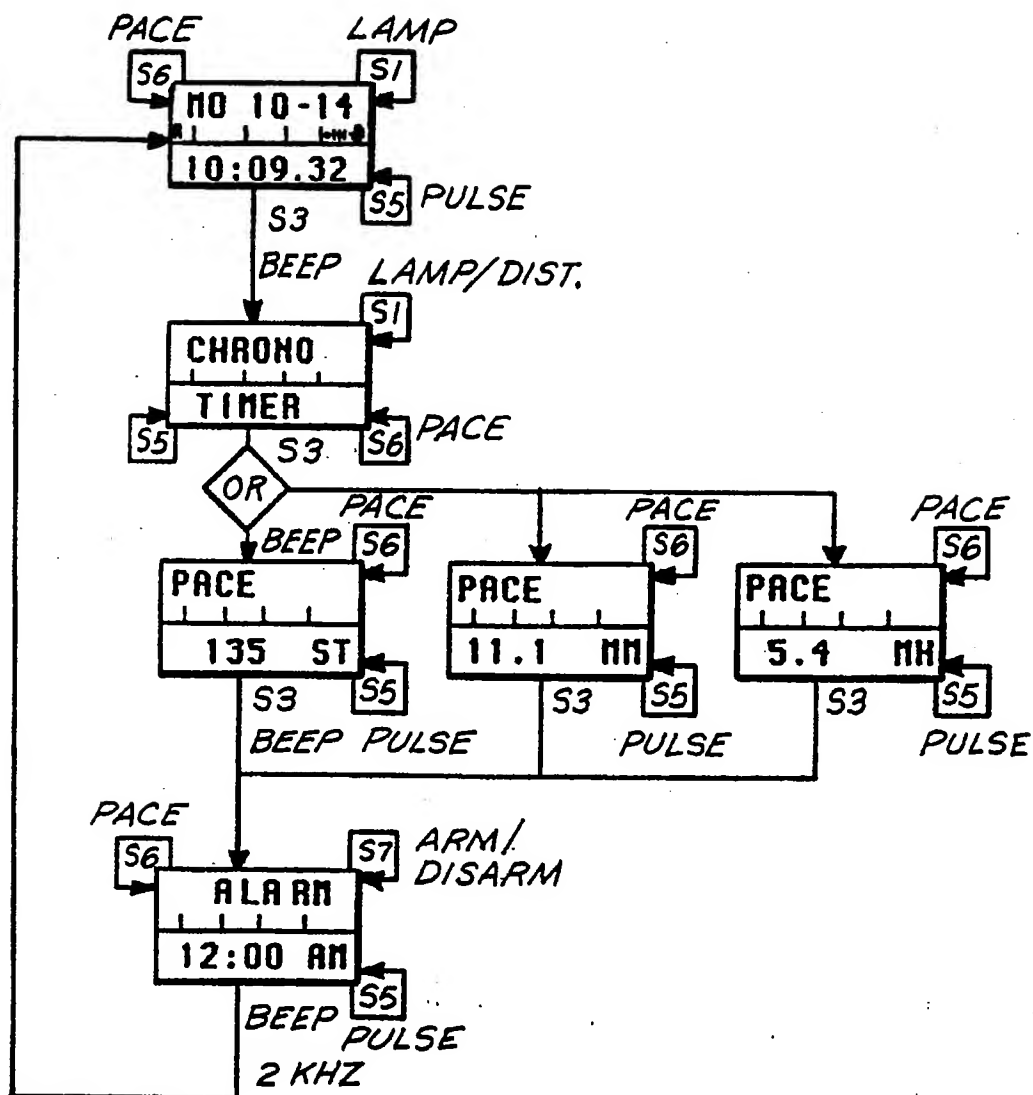 PACE
LAMP
S6
S1
MO 10-14
10:09.32
S5
PULSE
S3
BEEP
LAMP/DIST.
S1
CHRONO
TIMER
S5
S3
S6
PACE
OR
BEEP
PACE
S6
PACE
S6
PACE
S6
PACE
135 ST
PACE
11.1 MM
PACE
5.4 MH
S3
S5
S3
S5
S3
S5
BEEP PULSE
PULSE
PULSE
PACE
S6
S7
ARM/
DISARM
ALARM
12:00 AM
S5
BEEP
PULSE
2 KHZ